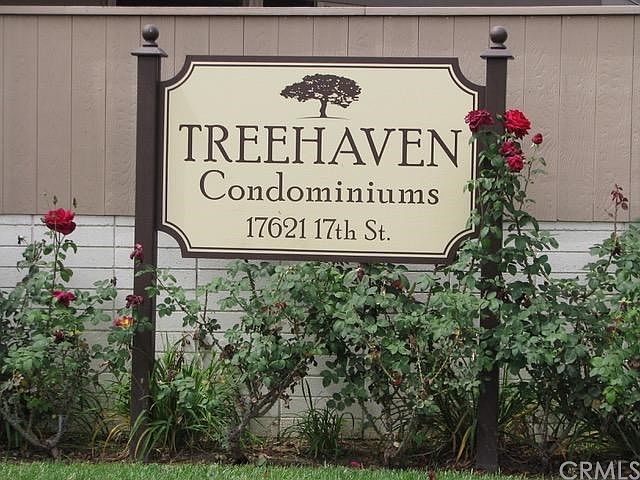 TREEHAVEN
Condominiums
17621 17th St.
CRMLS